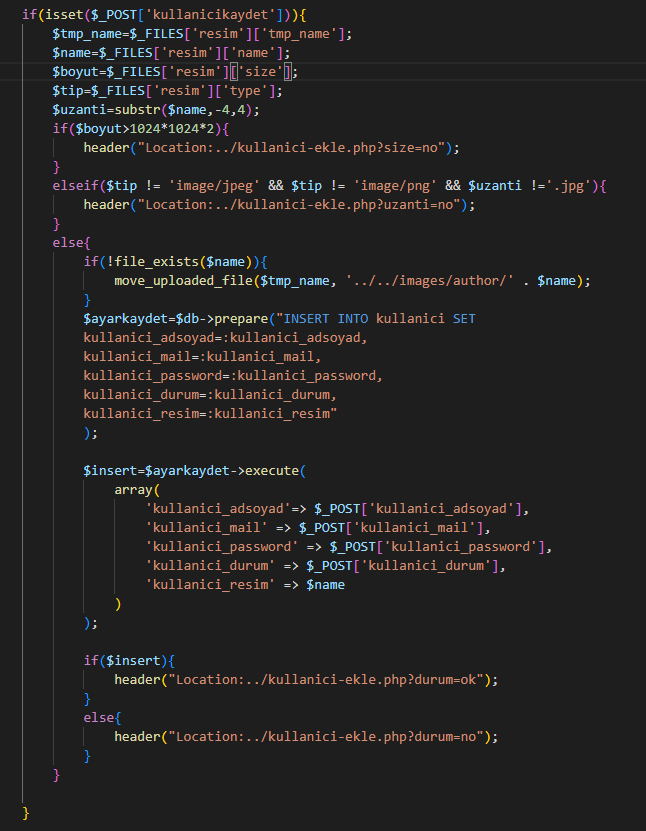 if(isset($_POST['kullanicikaydet'])){
$tmp_name=$_FILES['resim']['tmp_name'];
$name=$_FILES['resim']['name'];
$boyut=$_FILES['resim']['size'];
$tip=$_FILES['resim']['type'];
$uzanti=substr($name,-4,4);
if($boyut>1024*1024*2){
header("Location:../kullanici-ekle.php?size=no");
}
elseif($tip != 'image/jpeg' && $tip != 'image/png' && $uzanti !='.jpg'){
header("Location:../kullanici-ekle.php?uzanti=no");
}
else{
if(!file_exists($name)){
move_uploaded_file($tmp_name, '../../images/author/' . $name);
}
$ayarkaydet=$db->prepare("INSERT INTO kullanici SET
kullanici_adsoyad=:kullanici_adsoyad,
kullanici_mail=:kullanici_mail,
kullanici_password=:kullanici_password,
kullanici_durum=:kullanici_durum,
kullanici_resim=:kullanici_resim"
);
$insert=$ayarkaydet->execute(
array(
'kullanici_adsoyad'=> $_POST['kullanici_adsoyad'],
'kullanici_mail' => $_POST['kullanici_mail'],
'kullanici_password' => $_POST['kullanici_password'],
'kullanici_durum' => $_POST['kullanici_durum'],
'kullanici_resim' => $name
)
);
if($insert){
header("Location:../kullanici-ekle.php?durum=ok");
}
else{
header("Location:../kullanici-ekle.php?durum=no");
}
}
}